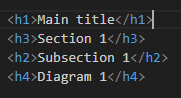 <h1>Main title</h1>
<h3>Section 1</h3>
<h2>Subsection 1</h2>
<h4>Diagram 1</h4>